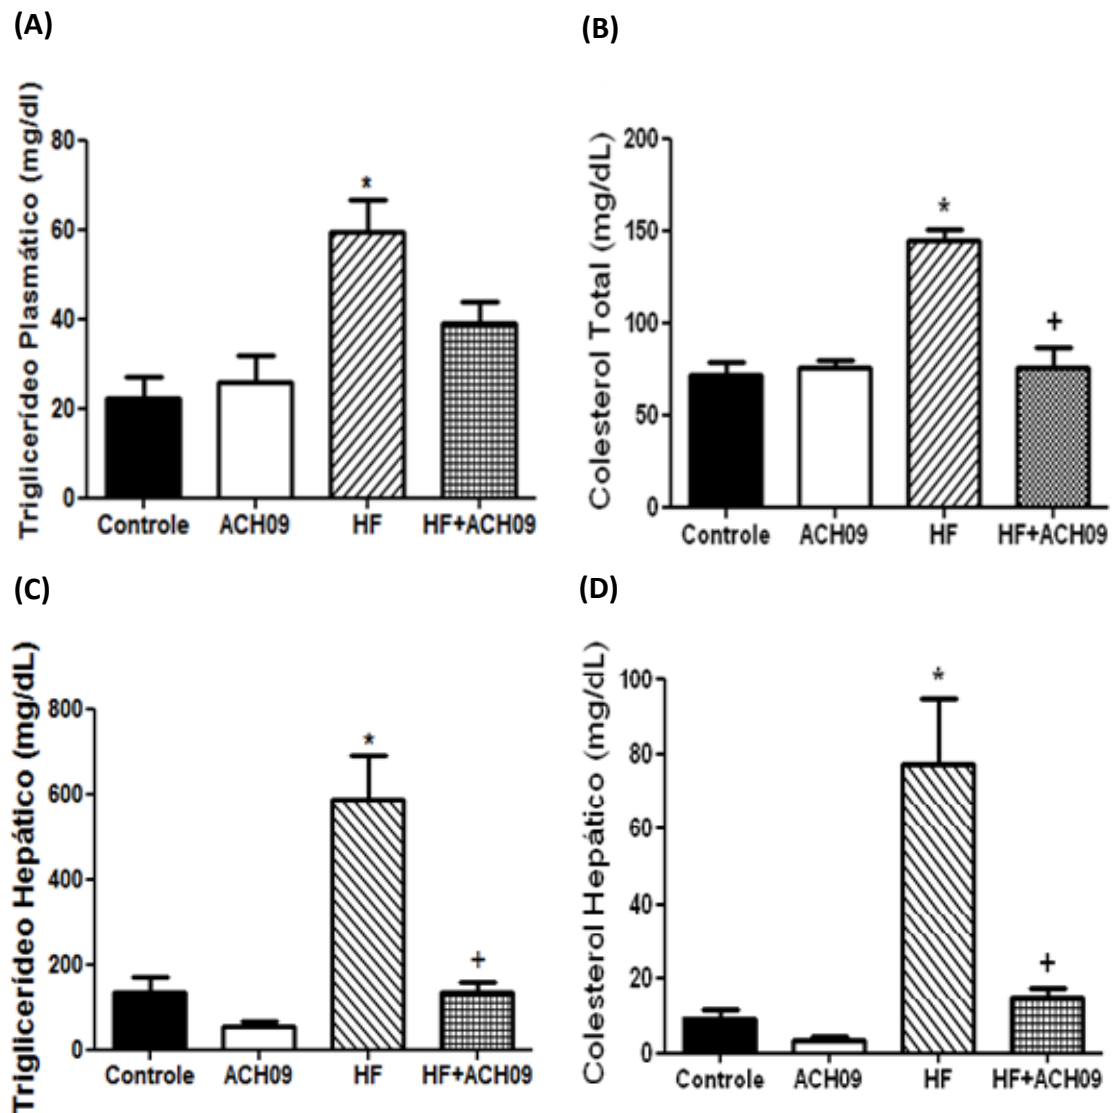 (A)
Triglicerídeo Plasmático (mg/dl)
80
60
40
20
0
*
Controle ACH09 HF HF+ACH09
(B)
Colesterol Total (mg/dL)
200
150
100
50
0
*
+
Controle ACH09 HF HF+ACH09
(C)
Triglicerídeo Hepático (mg/dL)
800
600
400
200
0
*
+
Controle ACH09 HF HF+ACH09
(D)
Colesterol Hepático (mg/dL)
100
80
60
40
20
0
*
+
Controle ACH09 HF HF+ACH09